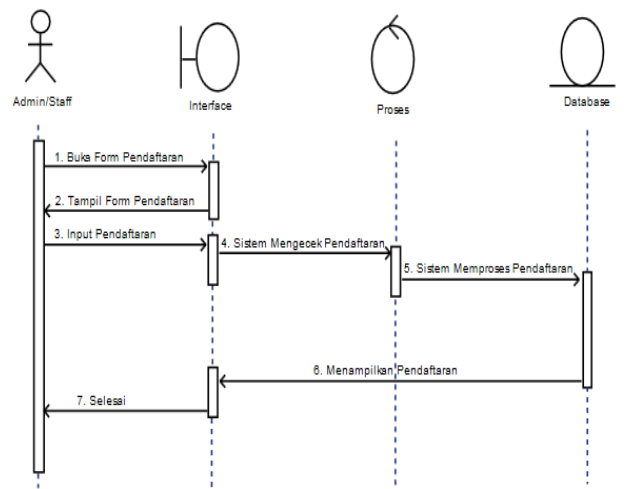 Admin/Staff
Interface
Proses
Database
1. Buka Form Pendaftaran
2. Tampil Form Pendaftaran
3. Input Pendaftaran
4. Sistem Mengecek Pendaftaran
5. Sistem Memproses Pendaftaran
6. Menampilkan Pendaftaran
7. Selesai